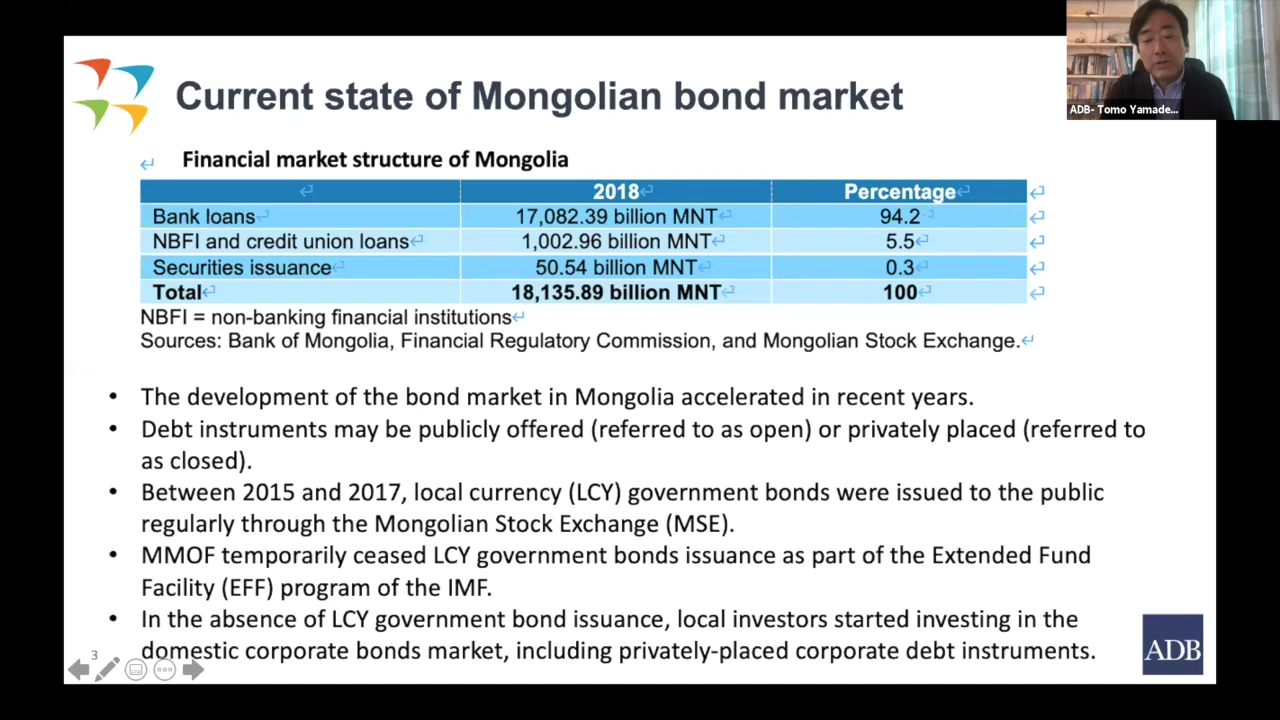 ADB- Tomo Yamade...
Current state of Mongolian bond market
Financial market structure of Mongolia
2018 Percentage
Bank loans 17,082.39 billion MNT 94.2
NBFI and credit union loans 1,002.96 billion MNT 5.5
Securities issuance 50.54 billion MNT 0.3
Total 18,135.89 billion MNT 100
NBFI = non-banking financial institutions
Sources: Bank of Mongolia, Financial Regulatory Commission, and Mongolian Stock Exchange.
• The development of the bond market in Mongolia accelerated in recent years.
• Debt instruments may be publicly offered (referred to as open) or privately placed (referred to
as closed).
• Between 2015 and 2017, local currency (LCY) government bonds were issued to the public
regularly through the Mongolian Stock Exchange (MSE).
• MMOF temporarily ceased LCY government bonds issuance as part of the Extended Fund
Facility (EFF) program of the IMF.
• In the absence of LCY government bond issuance, local investors started investing in the
domestic corporate bonds market, including privately-placed corporate debt instruments.
3
ADB